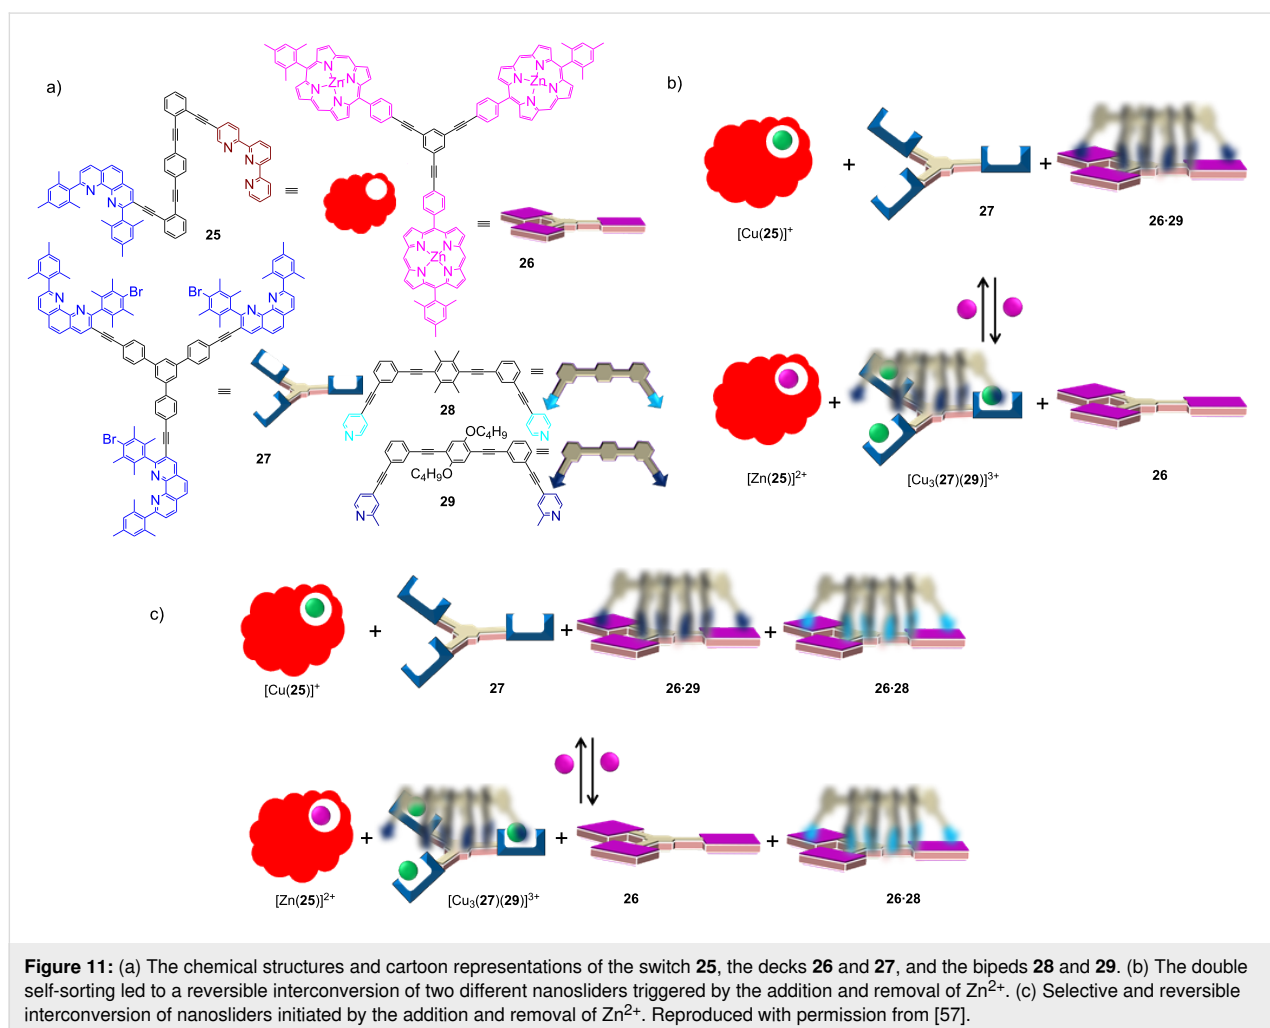 a)
Zn
N
N
N
N
Zn
N
N
N
N
b)
N
N
N
N
N
25
Zn
N
N
N
N
26
[Cu(25)]⁺
+
27
+
26·29
Br
N
N
Br
N
N
Br
N
N
27
28
N
N
OC₄H₉
C₄H₉O
29
N
N
[Zn(25)]²⁺
+
[Cu₃(27)(29)]³⁺
+
26
c)
[Cu(25)]⁺
+
27
+
26·29
+
26·28
[Zn(25)]²⁺
+
[Cu₃(27)(29)]³⁺
+
26
+
26·28
Figure 11: (a) The chemical structures and cartoon representations of the switch 25, the decks 26 and 27, and the bipeds 28 and 29. (b) The double
self-sorting led to a reversible interconversion of two different nanosliders triggered by the addition and removal of Zn²⁺. (c) Selective and reversible
interconversion of nanosliders initiated by the addition and removal of Zn²⁺. Reproduced with permission from [57].